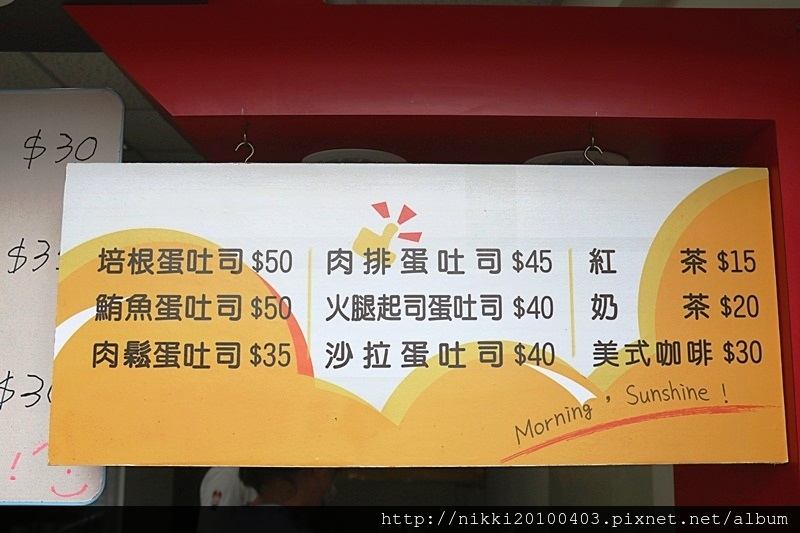 $30
培根蛋吐司 $50
鮪魚蛋吐司 $50
肉鬆蛋吐司 $35
肉排蛋吐司 $45
火腿起司蛋吐司 $40
沙拉蛋吐司 $40
紅 茶 $15
奶 茶 $20
美式咖啡 $30
Morning , Sunshine !
http://nikki20100403.pixnet.net/album